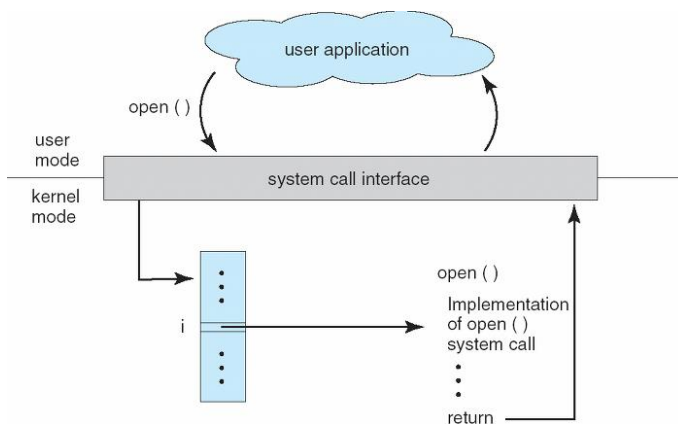 user application
open ( )
user
mode
system call interface
kernel
mode
open ( )
Implementation
of open ( )
system call
i
return